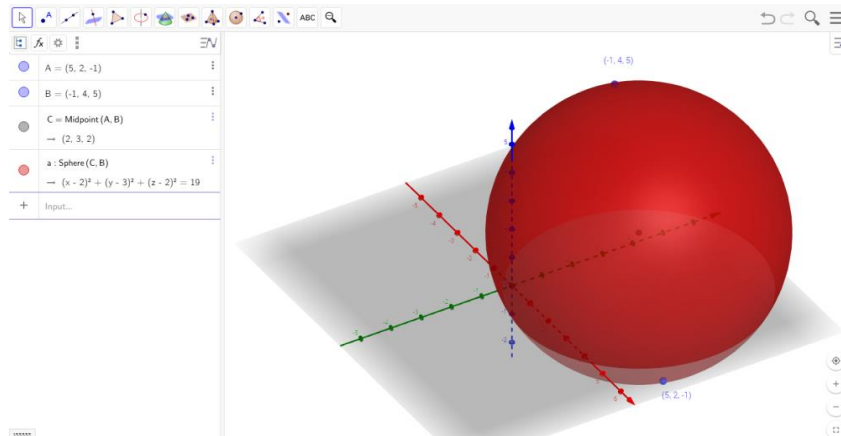 ABC
A = (5, 2, -1)
B = (-1, 4, 5)
C = Midpoint (A, B)
→ (2, 3, 2)
a : Sphere (C, B)
→ (x - 2)² + (y - 3)² + (z - 2)² = 19
+ Input...
(-1, 4, 5)
(5, 2, -1)